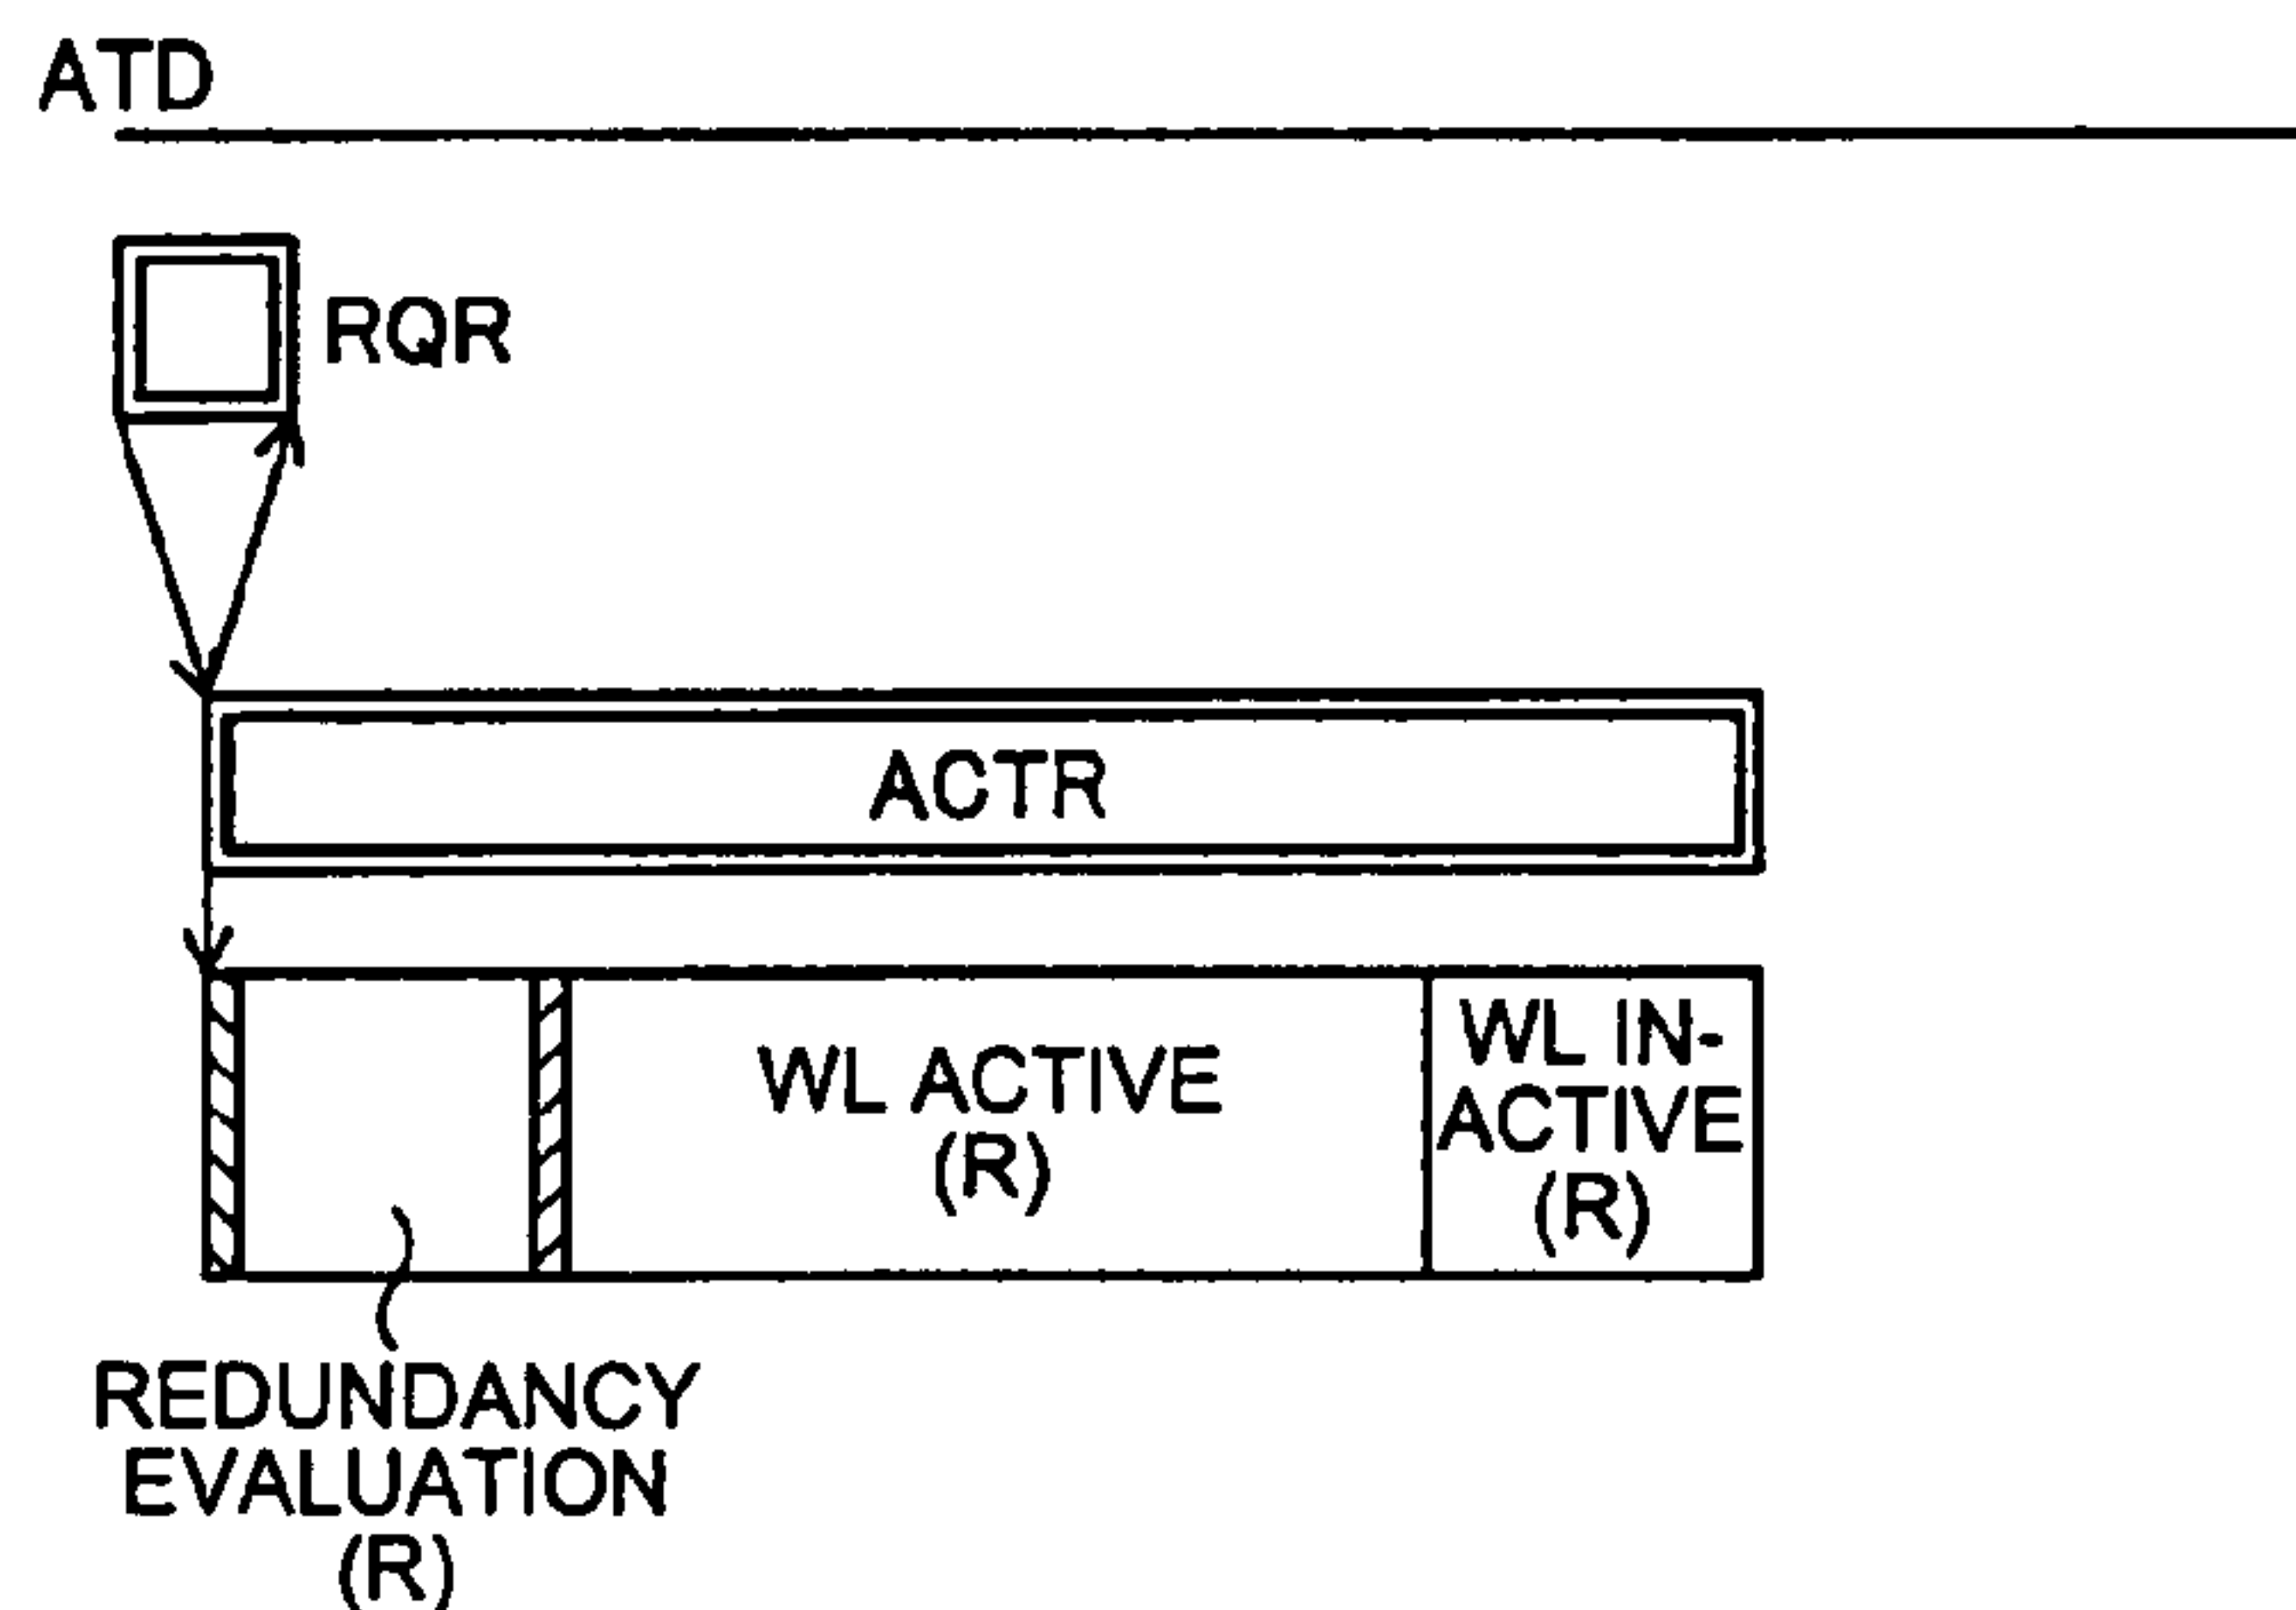 ATD
RQR
ACTR
WL ACTIVE
(R)
WL IN-
ACTIVE
(R)
REDUNDANCY
EVALUATION
(R)